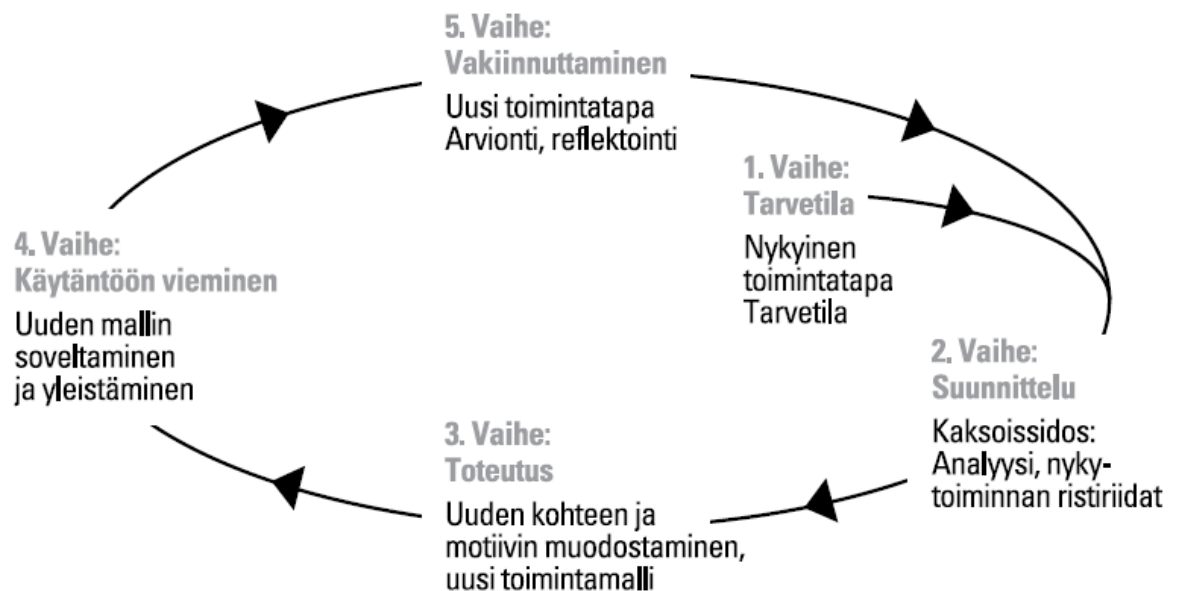 5. Vaihe:
Vakiinnuttaminen
Uusi toimintatapa
Arvionti, reflektointi
1. Vaihe:
Tarvetila
Nykyinen
toimintatapa
Tarvetila
4. Vaihe:
Käytäntöön vieminen
Uuden mallin
soveltaminen
ja yleistäminen
2. Vaihe:
Suunnittelu
Kaksoissidos:
Analyysi, nyky-
toiminnan ristiriidat
3. Vaihe:
Toteutus
Uuden kohteen ja
motiivin muodostaminen,
uusi toimintamalli